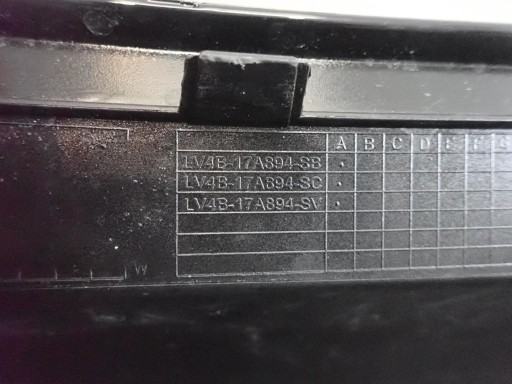 A B C D E F G
LV4B-17A894-SB
LV4B-17A894-SC
LV4B-17A894-SV
W